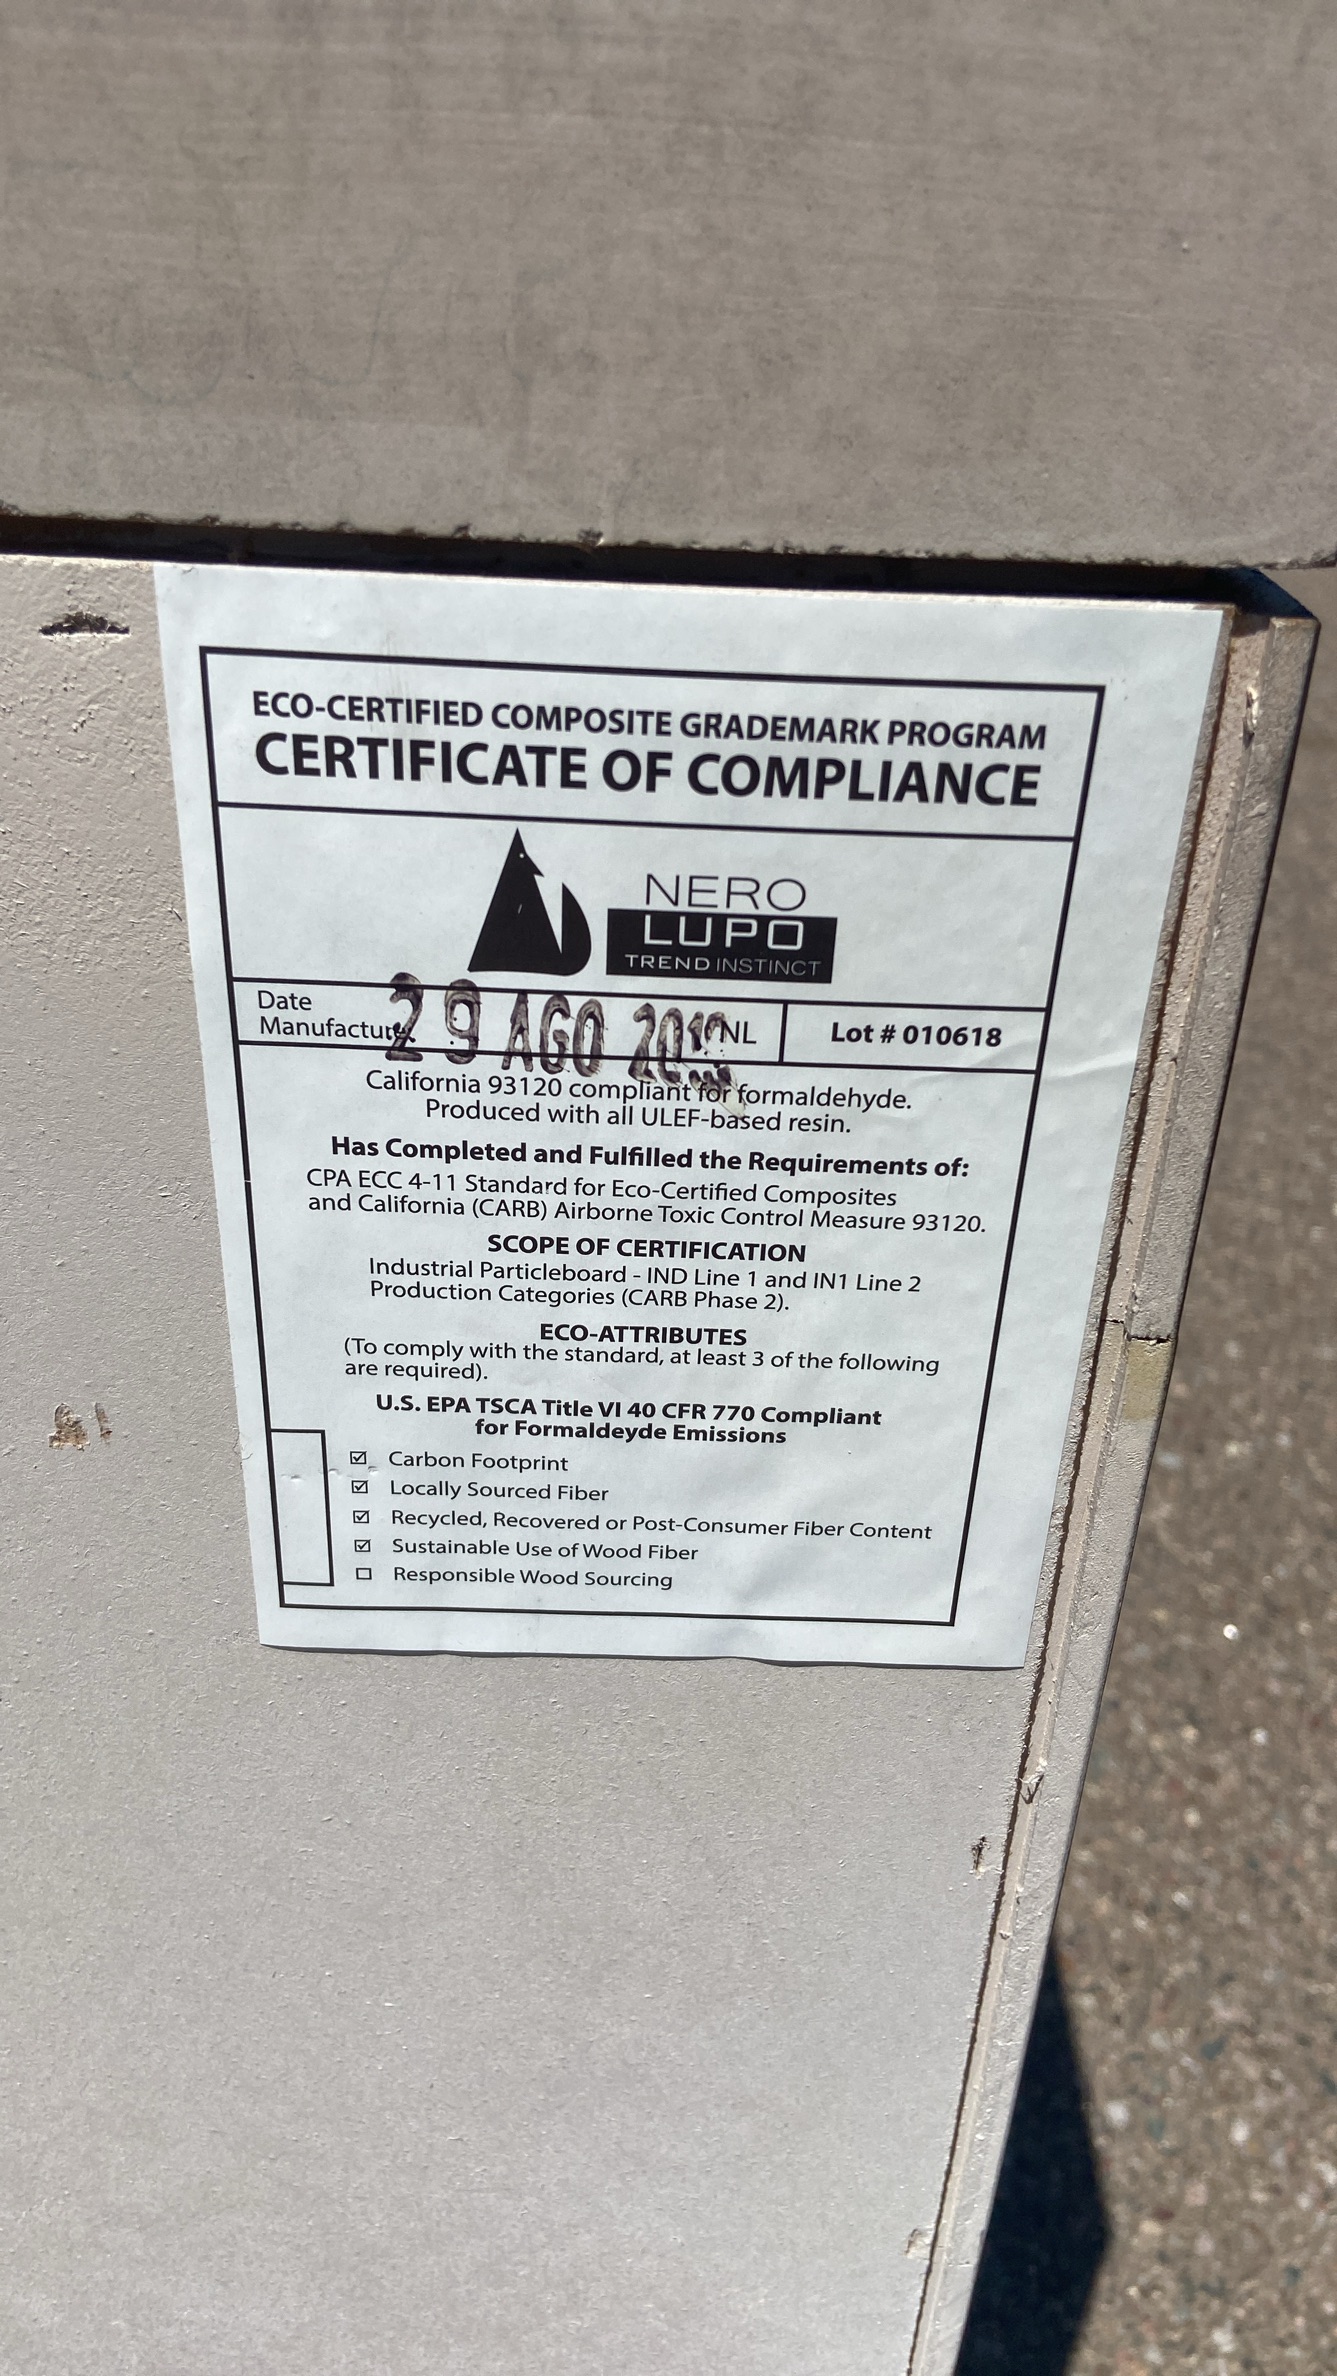 ECO-CERTIFIED COMPOSITE GRADEMARK PROGRAM
CERTIFICATE OF COMPLIANCE
NERO
LUPO
TREND INSTINCT
Date
29 AGO NL
Lot # 010618
California 93120 compliant for formaldehyde.
Produced with all ULEF-based resin.
Has Completed and Fulfilled the Requirements of:
CPA ECC 4-11 Standard for Eco-Certified Composites
and California (CARB) Airborne Toxic Control Measure 93120.
SCOPE OF CERTIFICATION
Industrial Particleboard - IND Line 1 and IN1 Line 2
Production Categories (CARB Phase 2).
ECO-ATTRIBUTES
(To comply with the standard, at least 3 of the following
are required).
U.S. EPA TSCA Title VI 40 CFR 770 Compliant
for Formaldeyde Emissions
Carbon Footprint
Locally Sourced Fiber
Recycled, Recovered or Post-Consumer Fiber Content
Sustainable Use of Wood Fiber
Responsible Wood Sourcing